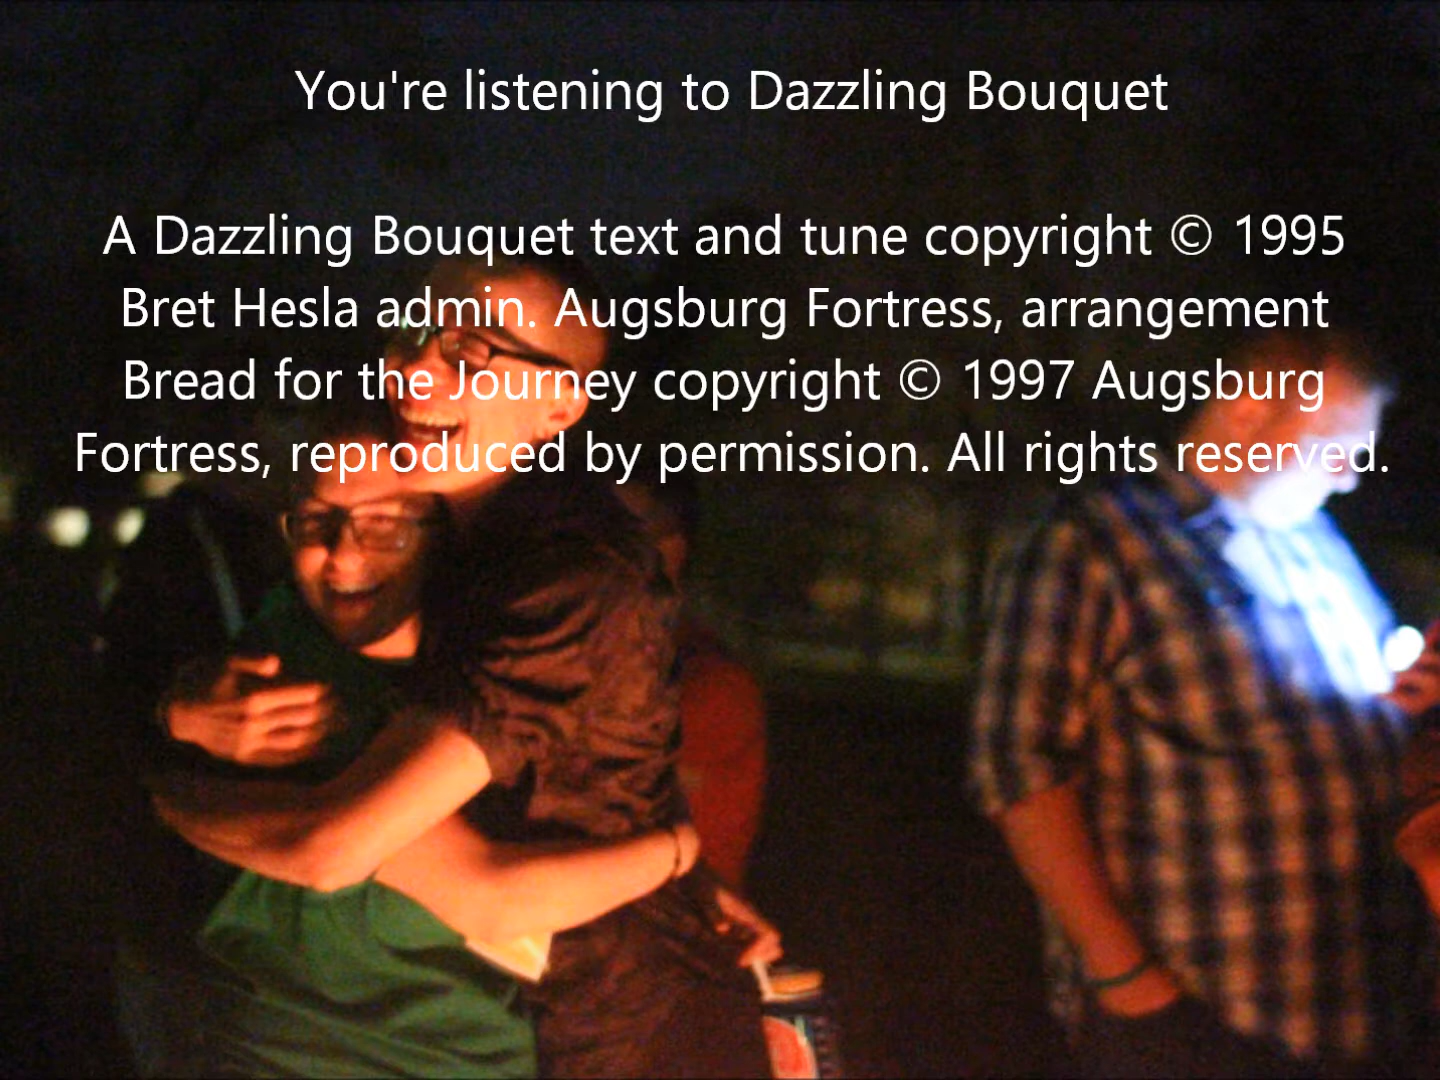 You're listening to Dazzling Bouquet
A Dazzling Bouquet text and tune copyright © 1995
Bret Hesla admin. Augsburg Fortress, arrangement
Bread for the Journey copyright © 1997 Augsburg
Fortress, reproduced by permission. All rights reserved.